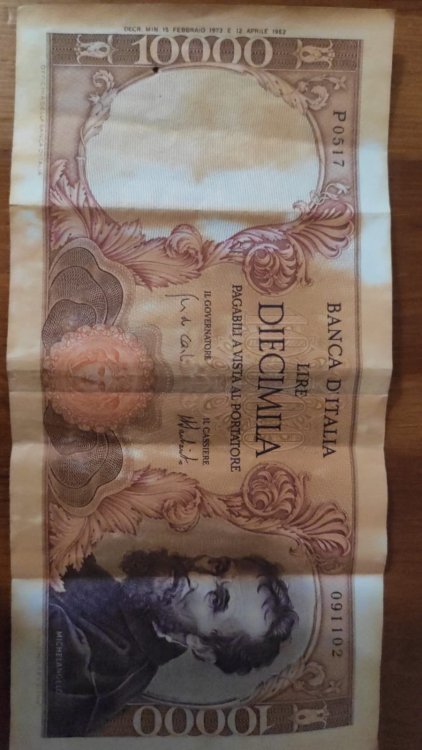 DECR. MIN. 15 FEBBRAIO 1973 E 12 APRILE 1962
10000
10000
P0517
091102
BANCA D'ITALIA
LIRE
DIECIMILA
PAGABILI A VISTA AL PORTATORE
IL GOVERNATORE
IL CASSIERE
MICHELANGELO